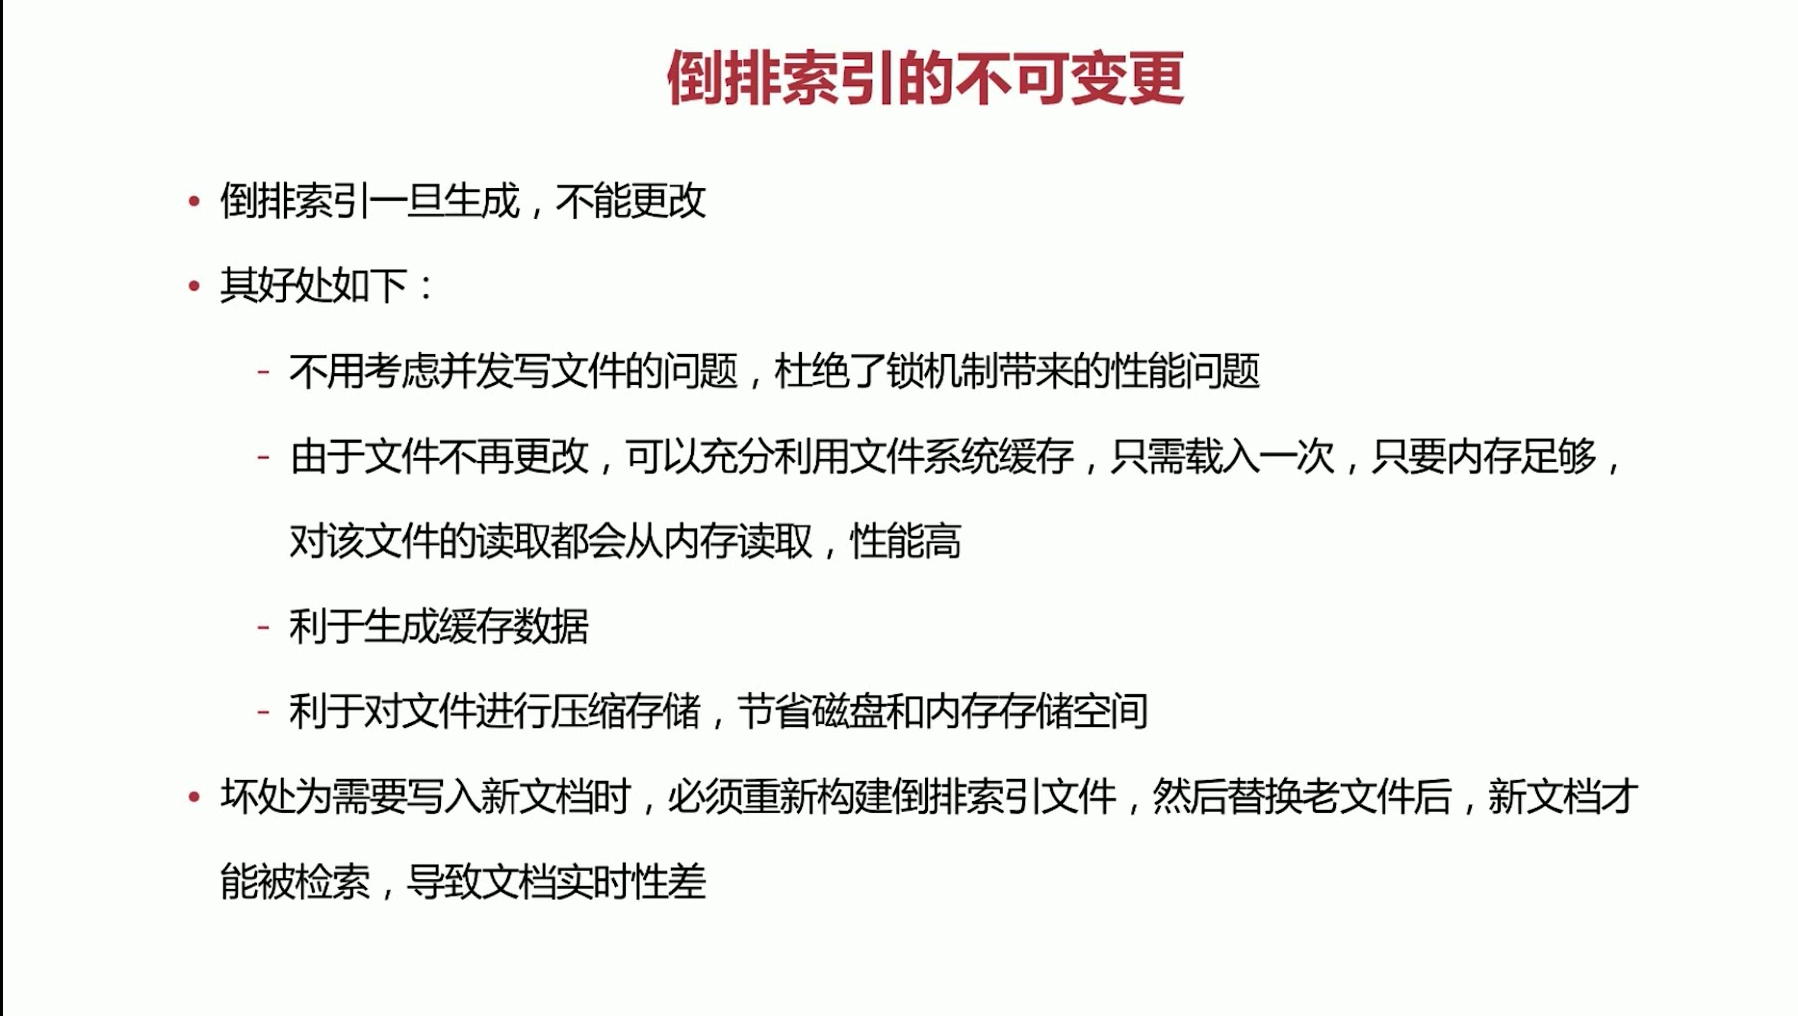 倒排索引的不可变更
• 倒排索引一旦生成，不能更改
• 其好处如下：
- 不用考虑并发写文件的问题，杜绝了锁机制带来的性能问题
- 由于文件不再更改，可以充分利用文件系统缓存，只需载入一次，只要内存足够，
对该文件的读取都会从内存读取，性能高
- 利于生成缓存数据
- 利于对文件进行压缩存储，节省磁盘和内存存储空间
• 坏处为需要写入新文档时，必须重新构建倒排索引文件，然后替换老文件后，新文档才
能被检索，导致文档实时性差